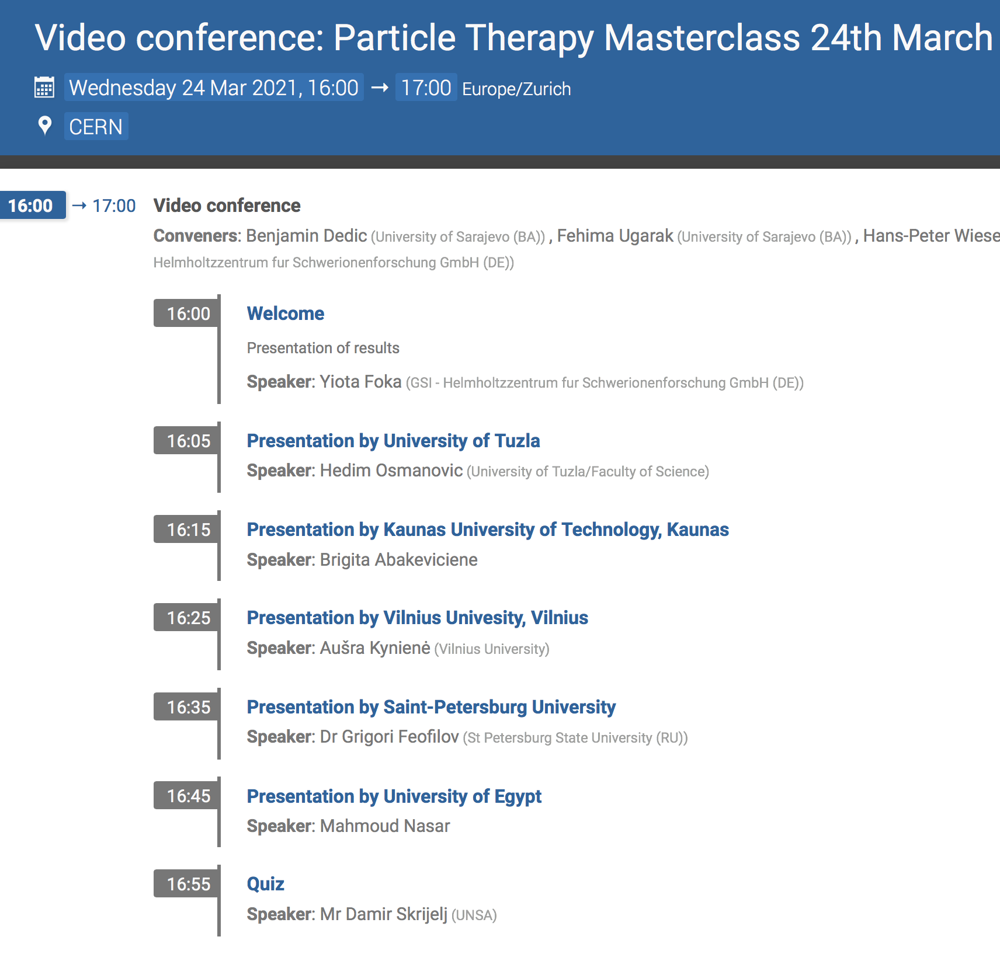 Video conference: Particle Therapy Masterclass 24th March
Wednesday 24 Mar 2021, 16:00 → 17:00 Europe/Zurich
CERN
16:00 → 17:00 Video conference
Conveners: Benjamin Dedic (University of Sarajevo (BA)) , Fehima Ugarak (University of Sarajevo (BA)) , Hans-Peter Wiese
Helmholtzzentrum fur Schwerionenforschung GmbH (DE))
16:00 Welcome
Presentation of results
Speaker: Yiota Foka (GSI - Helmholtzzentrum fur Schwerionenforschung GmbH (DE))
16:05 Presentation by University of Tuzla
Speaker: Hedim Osmanovic (University of Tuzla/Faculty of Science)
16:15 Presentation by Kaunas University of Technology, Kaunas
Speaker: Brigita Abakeviciene
16:25 Presentation by Vilnius Univesity, Vilnius
Speaker: Aušra Kynienė (Vilnius University)
16:35 Presentation by Saint-Petersburg University
Speaker: Dr Grigori Feofilov (St Petersburg State University (RU))
16:45 Presentation by University of Egypt
Speaker: Mahmoud Nasar
16:55 Quiz
Speaker: Mr Damir Skrijelj (UNSA)